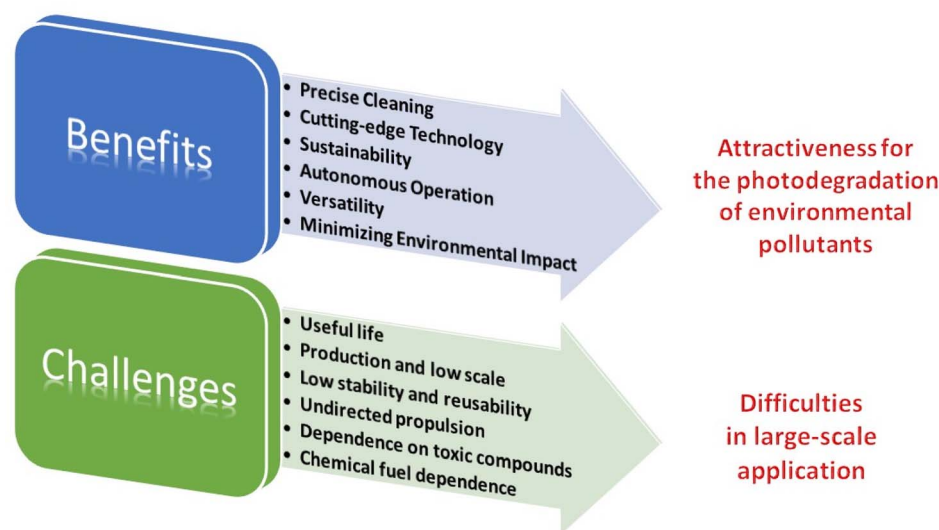 Benefits
• Precise Cleaning
• Cutting-edge Technology
• Sustainability
• Autonomous Operation
• Versatility
• Minimizing Environmental Impact
Attractiveness for
the photodegradation
of environmental
pollutants
Challenges
• Useful life
• Production and low scale
• Low stability and reusability
• Undirected propulsion
• Dependence on toxic compounds
• Chemical fuel dependence
Difficulties
in large-scale
application